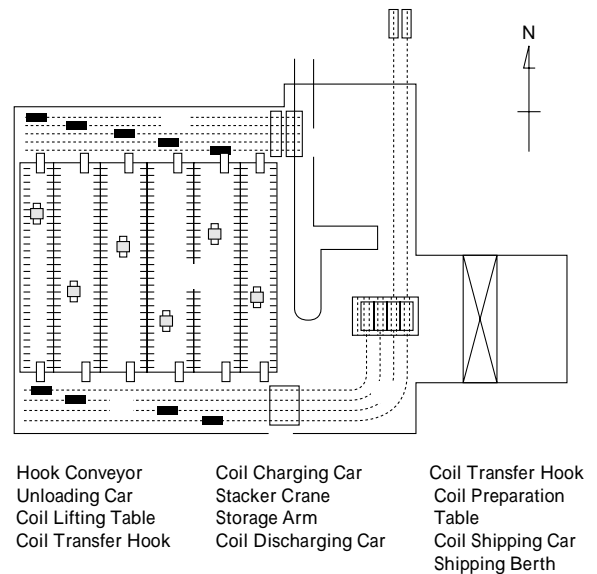 N
Hook Conveyor
Unloading Car
Coil Lifting Table
Coil Transfer Hook
Coil Charging Car
Stacker Crane
Storage Arm
Coil Discharging Car
Coil Transfer Hook
Coil Preparation
Table
Coil Shipping Car
Shipping Berth